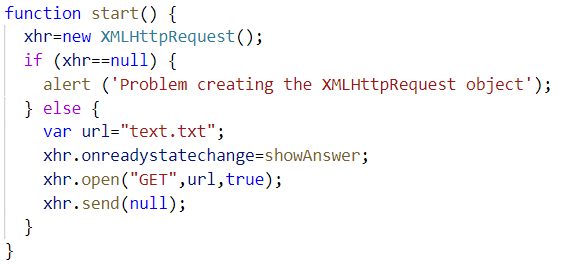 function start() {
  xhr=new XMLHttpRequest();
  if (xhr==null) {
    alert ('Problem creating the XMLHttpRequest object');
  } else {
    var url="text.txt";
    xhr.onreadystatechange=showAnswer;
    xhr.open("GET",url,true);
    xhr.send(null);
  }
}